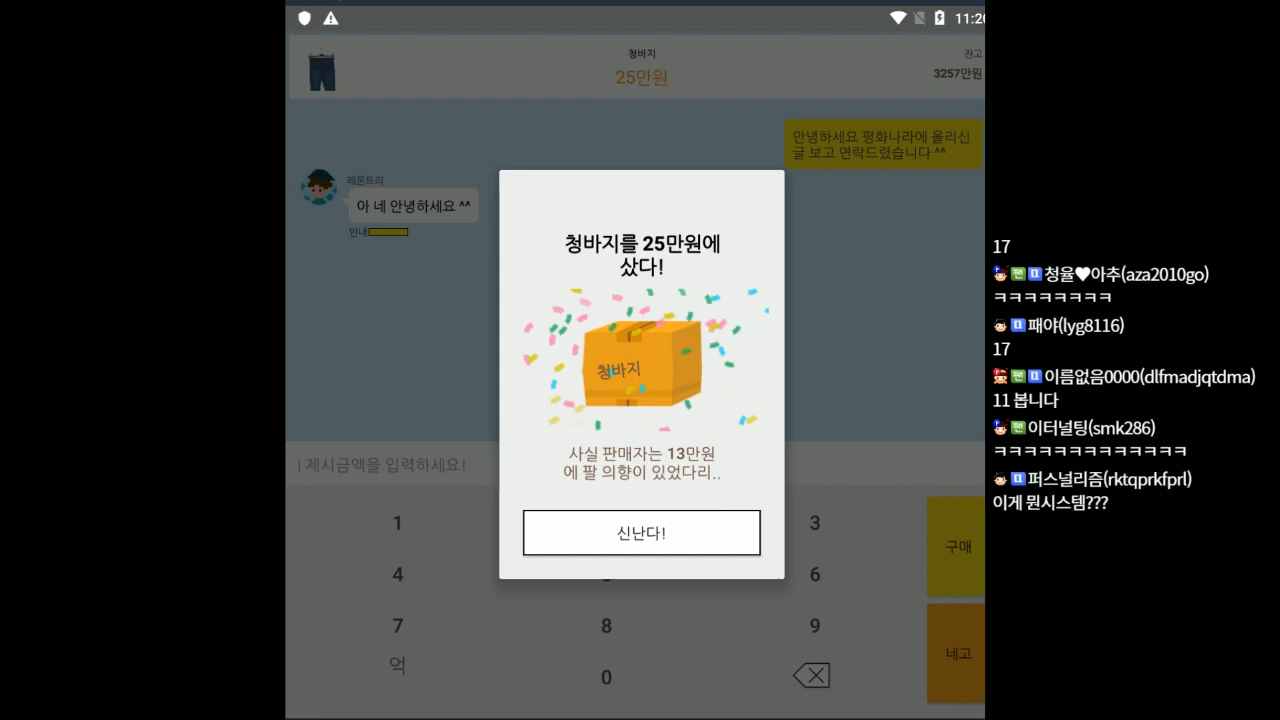 11:20
청바지
25만원
잔고
3257만원
안녕하세요 평화나라에 올리신
글 보고 연락드렸습니다 ^^
레몬트리
아 네 안녕하세요 ^^
인내
청바지를 25만원에
샀다!
청바지
사실 판매자는 13만원
에 팔 의향이 있었다리..
신난다!
| 제시금액을 입력하세요!
1
3
4
6
7
8
9
억
0
구매
네고
17
팬 청율♥아추(aza2010go)
ㅋㅋㅋㅋㅋㅋㅋㅋ
패야(lyg8116)
17
팬 이름없음0000(dlfmadjqtdma)
11 봅니다
팬 이터널팅(smk286)
ㅋㅋㅋㅋㅋㅋㅋㅋㅋㅋㅋㅋㅋ
퍼스널리즘(rktqprkfprl)
이게 뭔시스템???